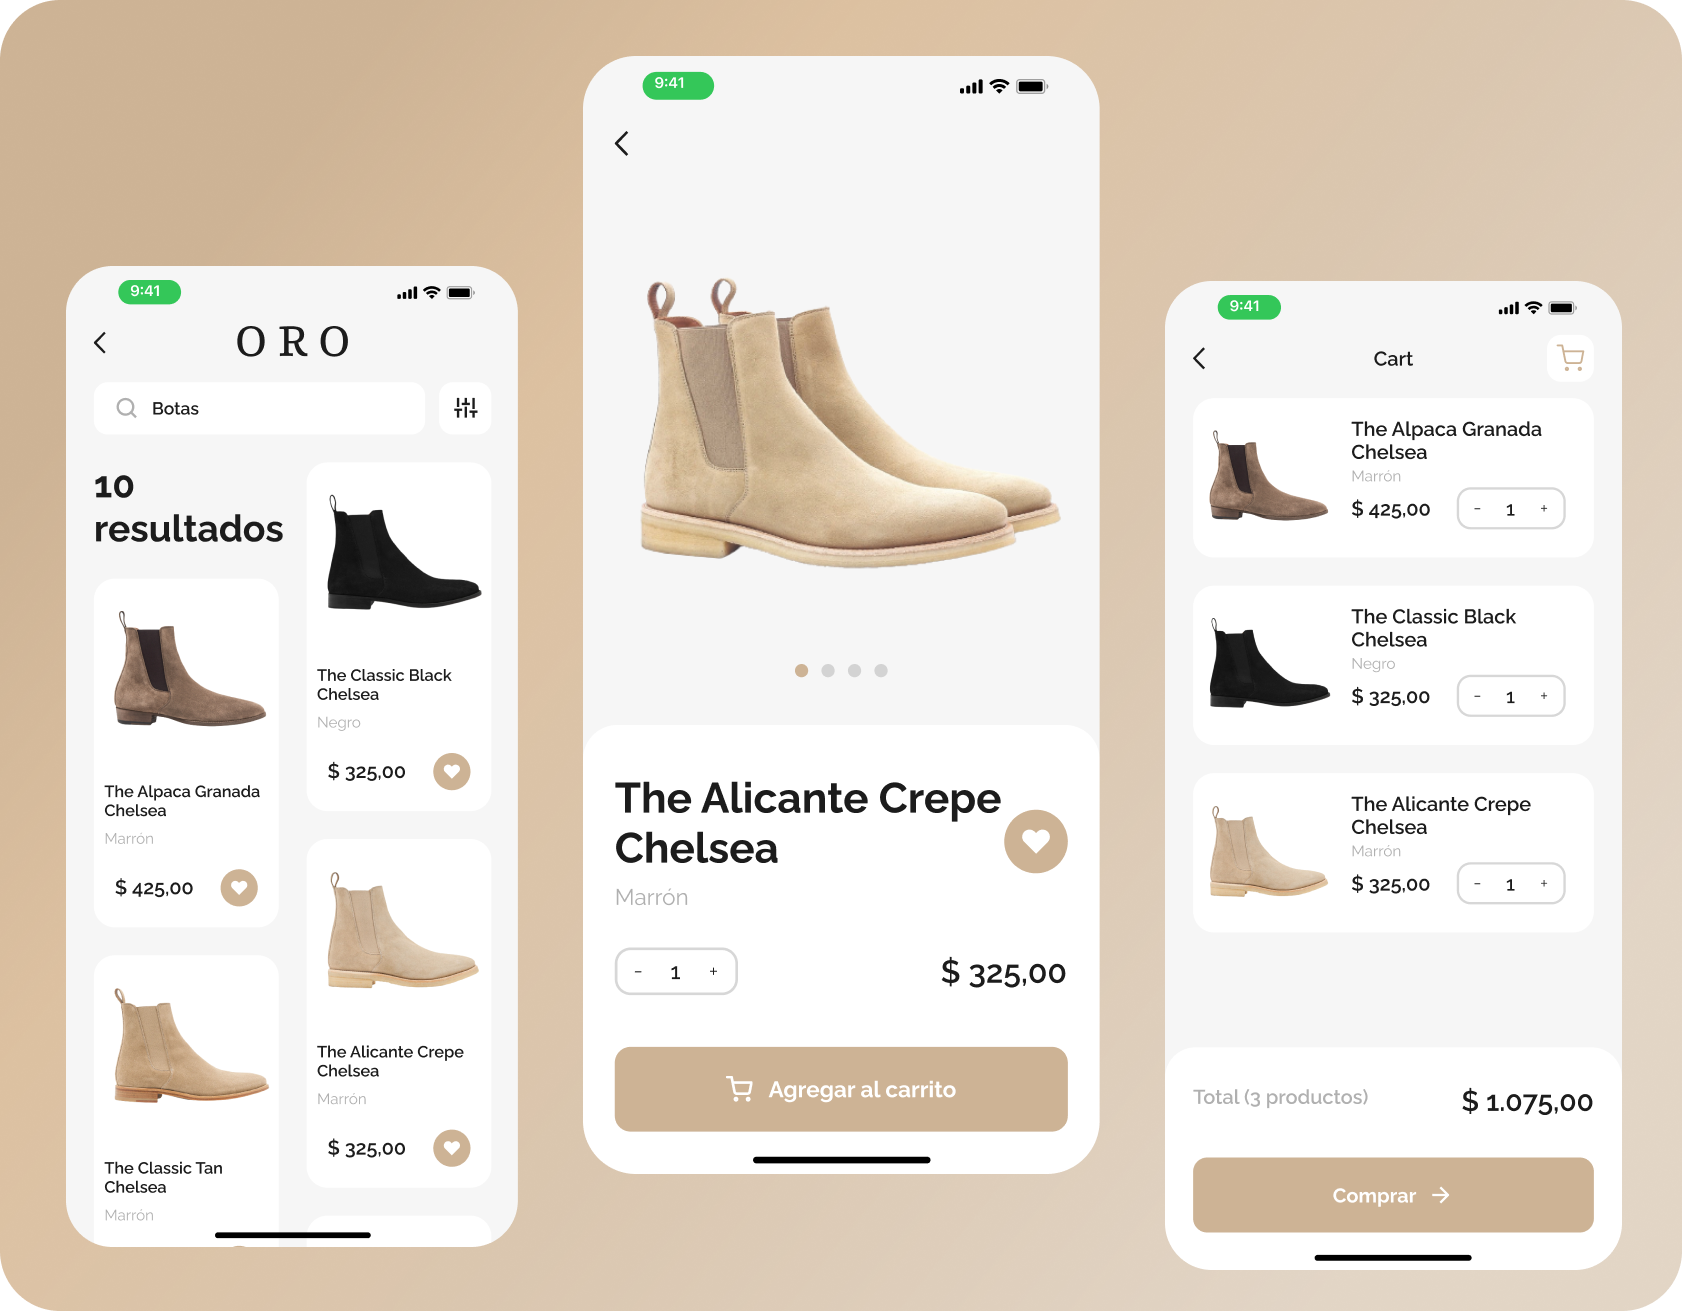 9:41
ORO
Botas
10
resultados
The Alpaca Granada
Chelsea
Marrón
$ 425,00
The Classic Tan
Chelsea
Marrón
The Classic Black
Chelsea
Negro
$ 325,00
The Alicante Crepe
Chelsea
Marrón
$ 325,00
9:41
The Alicante Crepe
Chelsea
Marrón
- 1 +
$ 325,00
Agregar al carrito
9:41
Cart
The Alpaca Granada
Chelsea
Marrón
$ 425,00 - 1 +
The Classic Black
Chelsea
Negro
$ 325,00 - 1 +
The Alicante Crepe
Chelsea
Marrón
$ 325,00 - 1 +
Total (3 productos) $ 1.075,00
Comprar →